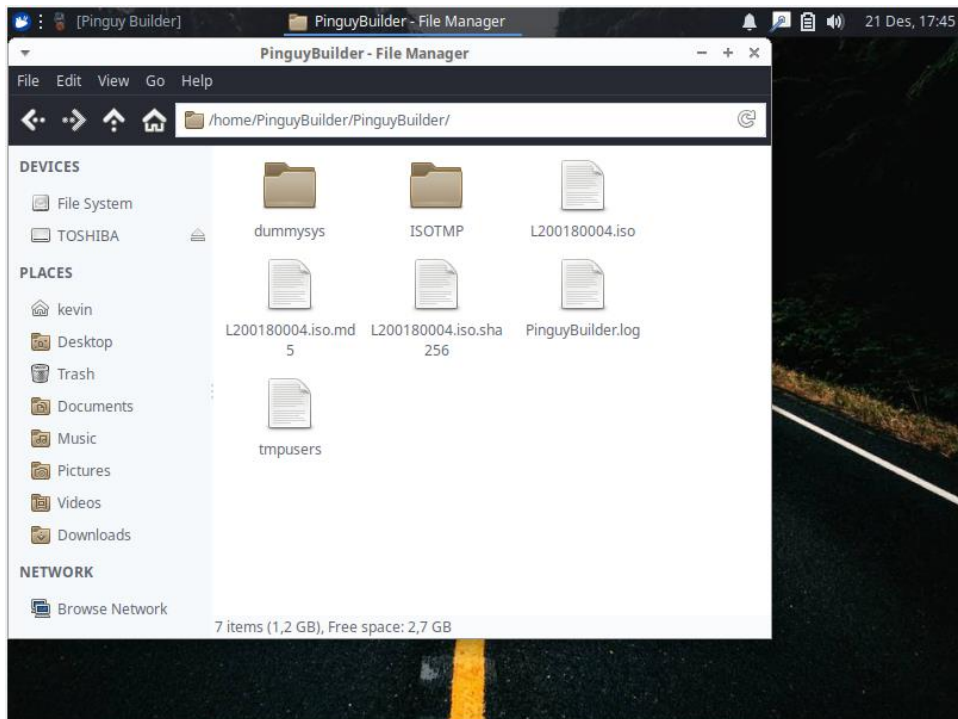 [Pinguy Builder]
PinguyBuilder - File Manager
21 Des, 17:45
PinguyBuilder - File Manager
File Edit View Go Help
/home/PinguyBuilder/PinguyBuilder/
DEVICES
File System
TOSHIBA
PLACES
kevin
Desktop
Trash
Documents
Music
Pictures
Videos
Downloads
NETWORK
Browse Network
dummysys
ISOTMP
L200180004.iso
L200180004.iso.md
5
L200180004.iso.sha
256
PinguyBuilder.log
tmpusers
7 items (1,2 GB), Free space: 2,7 GB